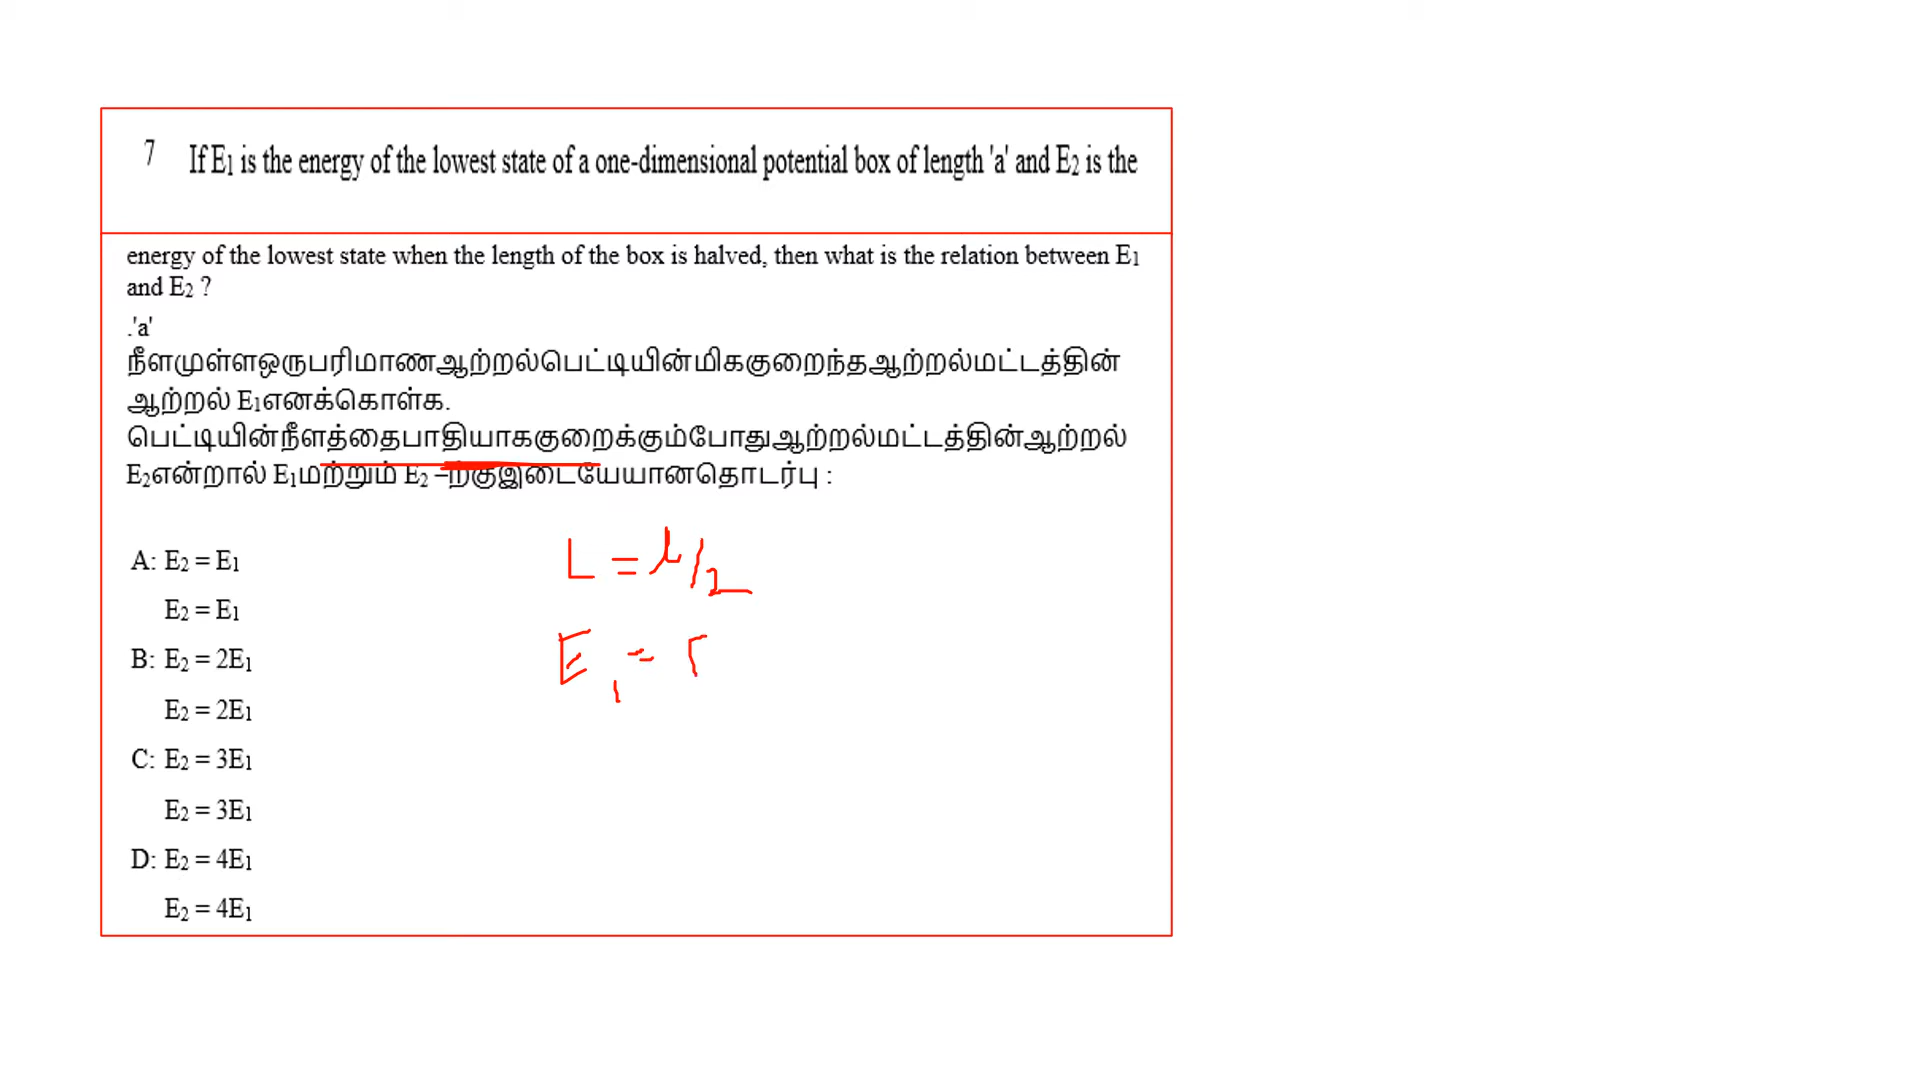 7 If E1 is the energy of the lowest state of a one-dimensional potential box of length 'a' and E2 is the
energy of the lowest state when the length of the box is halved, then what is the relation between E1
and E2 ?
.'a'
நீளமுள்ளஒருபரிமாணஆற்றல்பெட்டியின்மிககுறைந்தஆற்றல்மட்டத்தின்
ஆற்றல் E1எனக்கொள்க.
பெட்டியின்நீளத்தைபாதியாககுறைக்கும்போதுஆற்றல்மட்டத்தின்ஆற்றல்
E2என்றால் E1மற்றும் E2 –ற்குஇடையேயானதொடர்பு :
A: E2 = E1
E2 = E1
B: E2 = 2E1
E2 = 2E1
C: E2 = 3E1
E2 = 3E1
D: E2 = 4E1
E2 = 4E1
L = l/2
E1 =